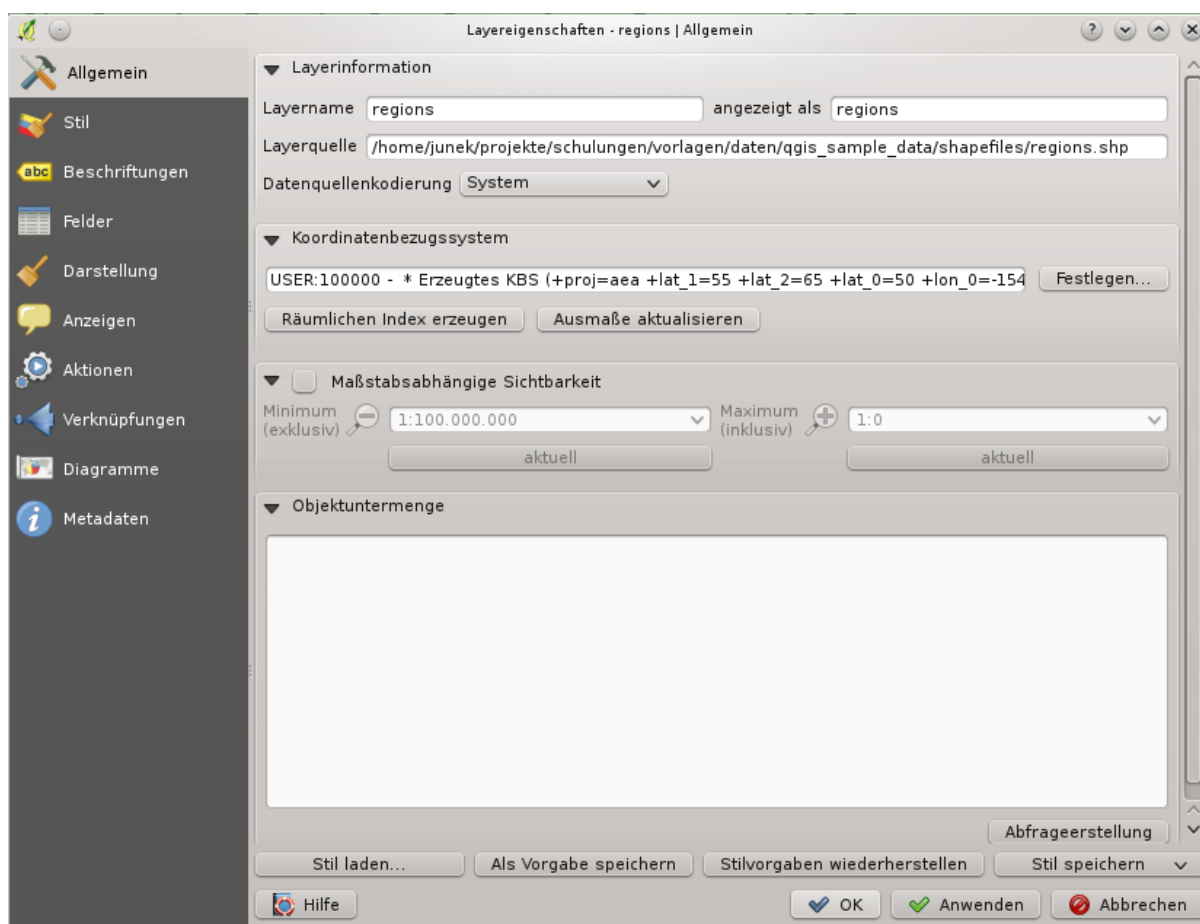 Layereigenschaften - regions | Allgemein
Allgemein
Stil
abc Beschriftungen
Felder
Darstellung
Anzeigen
Aktionen
Verknüpfungen
Diagramme
Metadaten
Layerinformation
Layername regions angezeigt als regions
Layerquelle /home/junek/projekte/schulungen/vorlagen/daten/qgis_sample_data/shapefiles/regions.shp
Datenquellenkodierung System
Koordinatenbezugssystem
USER:100000 - * Erzeugtes KBS (+proj=aea +lat_1=55 +lat_2=65 +lat_0=50 +lon_0=-154 Festlegen...
Räumlichen Index erzeugen Ausmaße aktualisieren
Maßstabsabhängige Sichtbarkeit
Minimum (exklusiv) 1:100.000.000 Maximum (inklusiv) 1:0
aktuell aktuell
Objektuntermenge
Abfrageerstellung
Stil laden... Als Vorgabe speichern Stilvorgaben wiederherstellen Stil speichern
Hilfe OK Anwenden Abbrechen